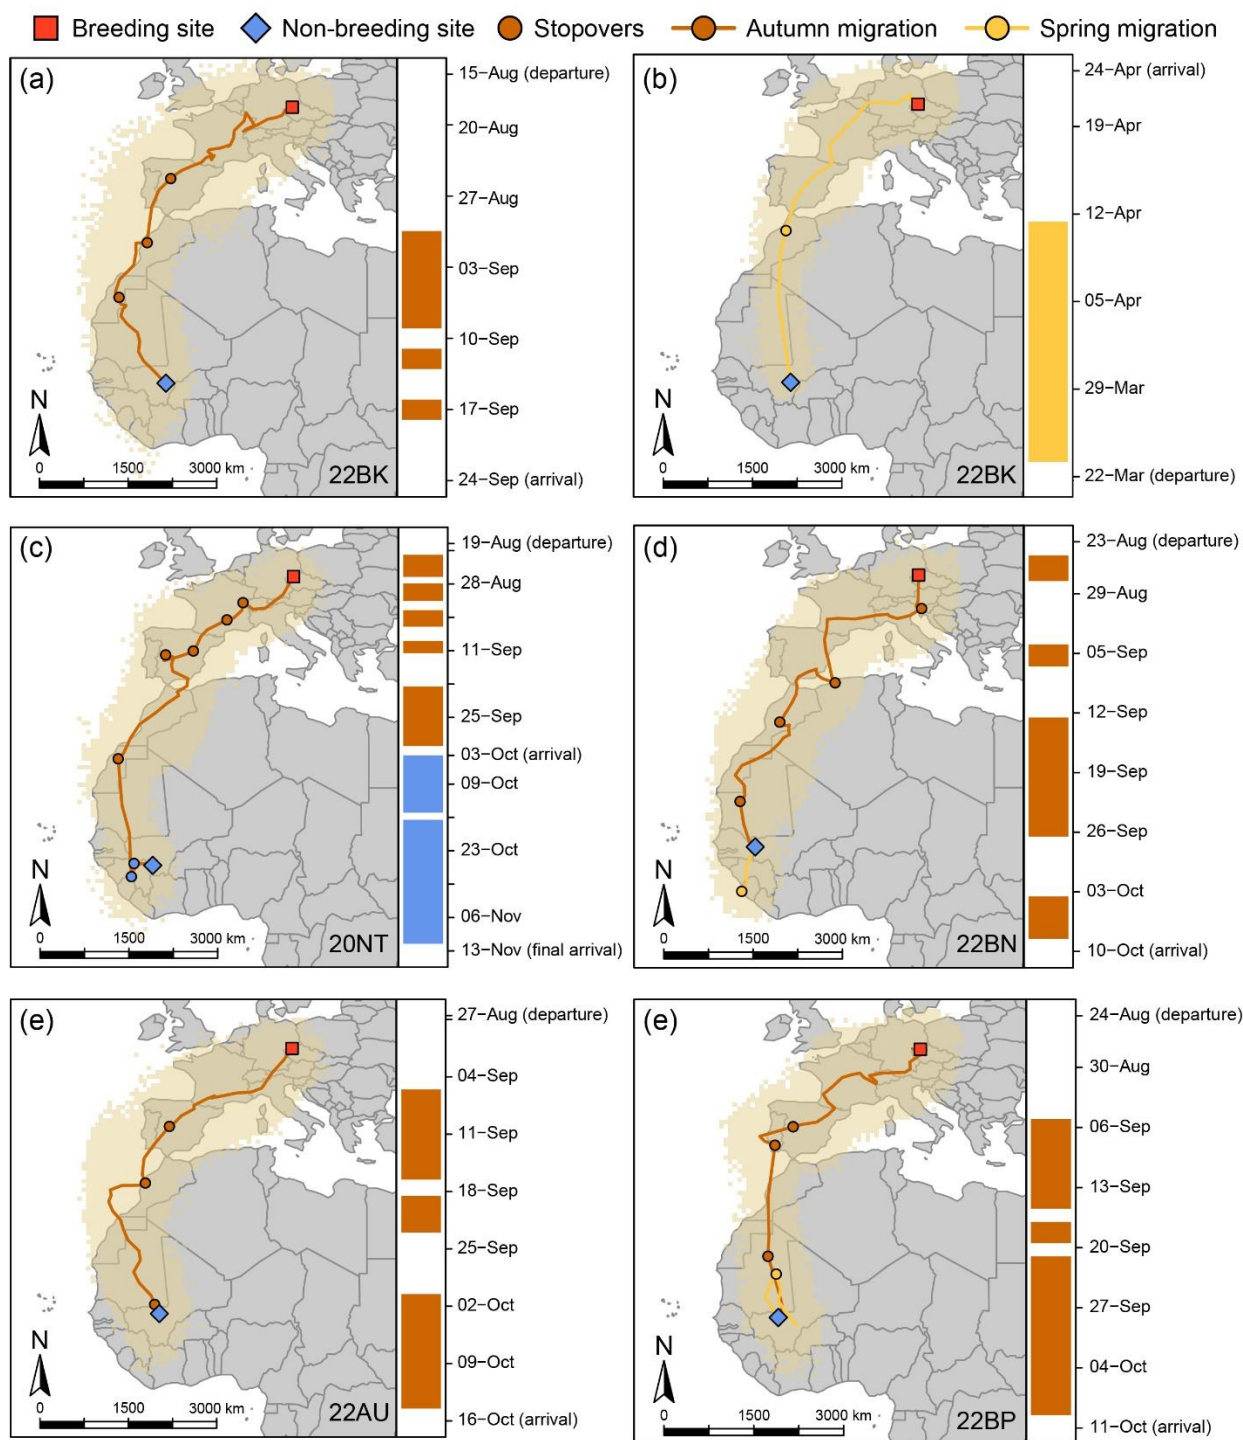 Breeding site Non-breeding site Stopovers Autumn migration Spring migration
(a)
15-Aug (departure)
20-Aug
27-Aug
03-Sep
10-Sep
17-Sep
24-Sep (arrival)
N
0 1500 3000 km
22BK
(b)
24-Apr (arrival)
19-Apr
12-Apr
05-Apr
29-Mar
22-Mar (departure)
N
0 1500 3000 km
22BK
(c)
19-Aug (departure)
28-Aug
11-Sep
25-Sep
03-Oct (arrival)
09-Oct
23-Oct
06-Nov
13-Nov (final arrival)
N
0 1500 3000 km
20NT
(d)
23-Aug (departure)
29-Aug
05-Sep
12-Sep
19-Sep
26-Sep
03-Oct
10-Oct (arrival)
N
0 1500 3000 km
22BN
(e)
27-Aug (departure)
04-Sep
11-Sep
18-Sep
25-Sep
02-Oct
09-Oct
16-Oct (arrival)
N
0 1500 3000 km
22AU
(e)
24-Aug (departure)
30-Aug
06-Sep
13-Sep
20-Sep
27-Sep
04-Oct
11-Oct (arrival)
N
0 1500 3000 km
22BP